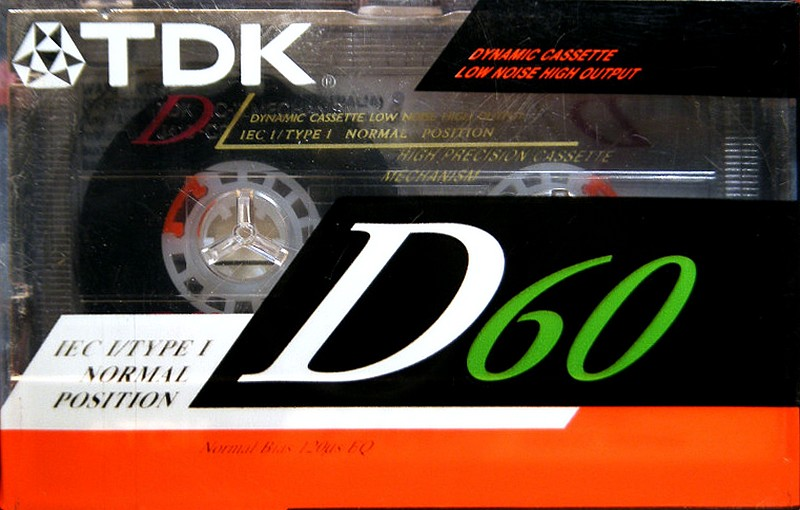 TDK®
DYNAMIC CASSETTE
LOW NOISE HIGH OUTPUT
D
DYNAMIC CASSETTE LOW NOISE HIGH OUTPUT
IEC I/TYPE I NORMAL POSITION
HIGH PRECISION CASSETTE
MECHANISM
D60
IEC I/TYPE I
NORMAL
POSITION
Normal Bias 120µs EQ